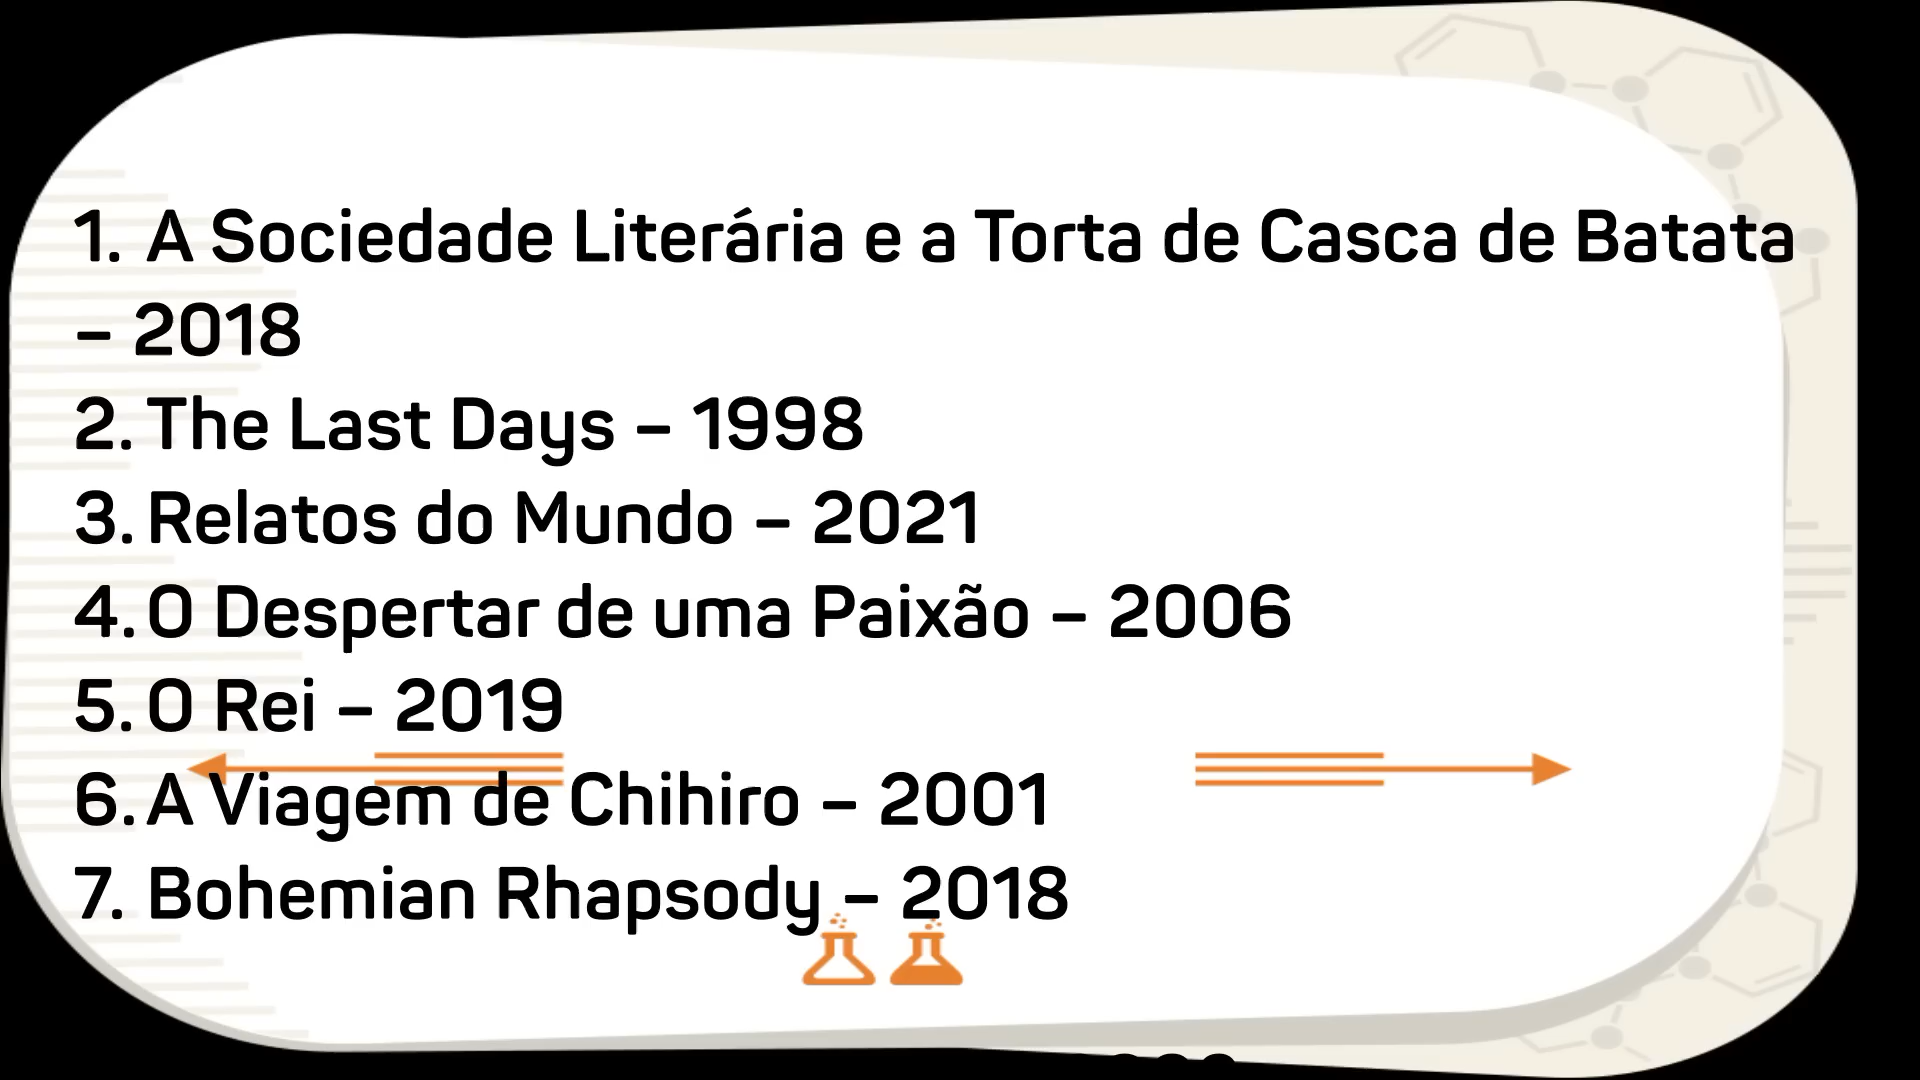 1. A Sociedade Literária e a Torta de Casca de Batata
– 2018
2. The Last Days – 1998
3. Relatos do Mundo – 2021
4. O Despertar de uma Paixão – 2006
5. O Rei – 2019
6. A Viagem de Chihiro – 2001
7. Bohemian Rhapsody – 2018